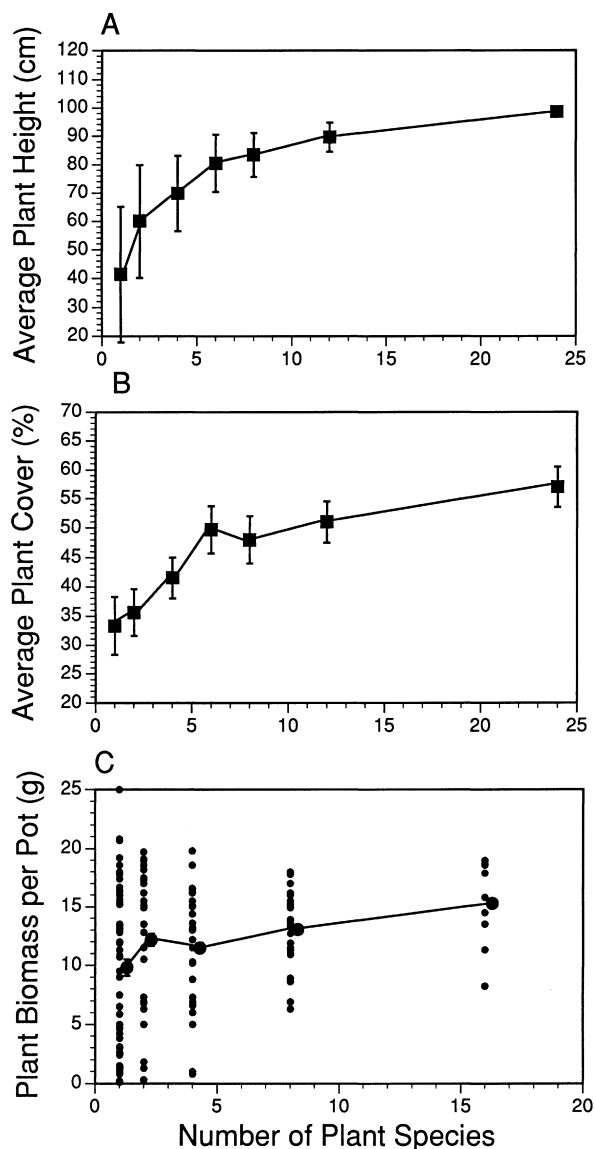 A
Average Plant Height (cm)
120
110
100
90
80
70
60
50
40
30
20
0 5 10 15 20 25
B
Average Plant Cover (%)
70
65
60
55
50
45
40
35
30
25
20
0 5 10 15 20 25
C
Plant Biomass per Pot (g)
25
20
15
10
5
0
0 5 10 15 20
Number of Plant Species